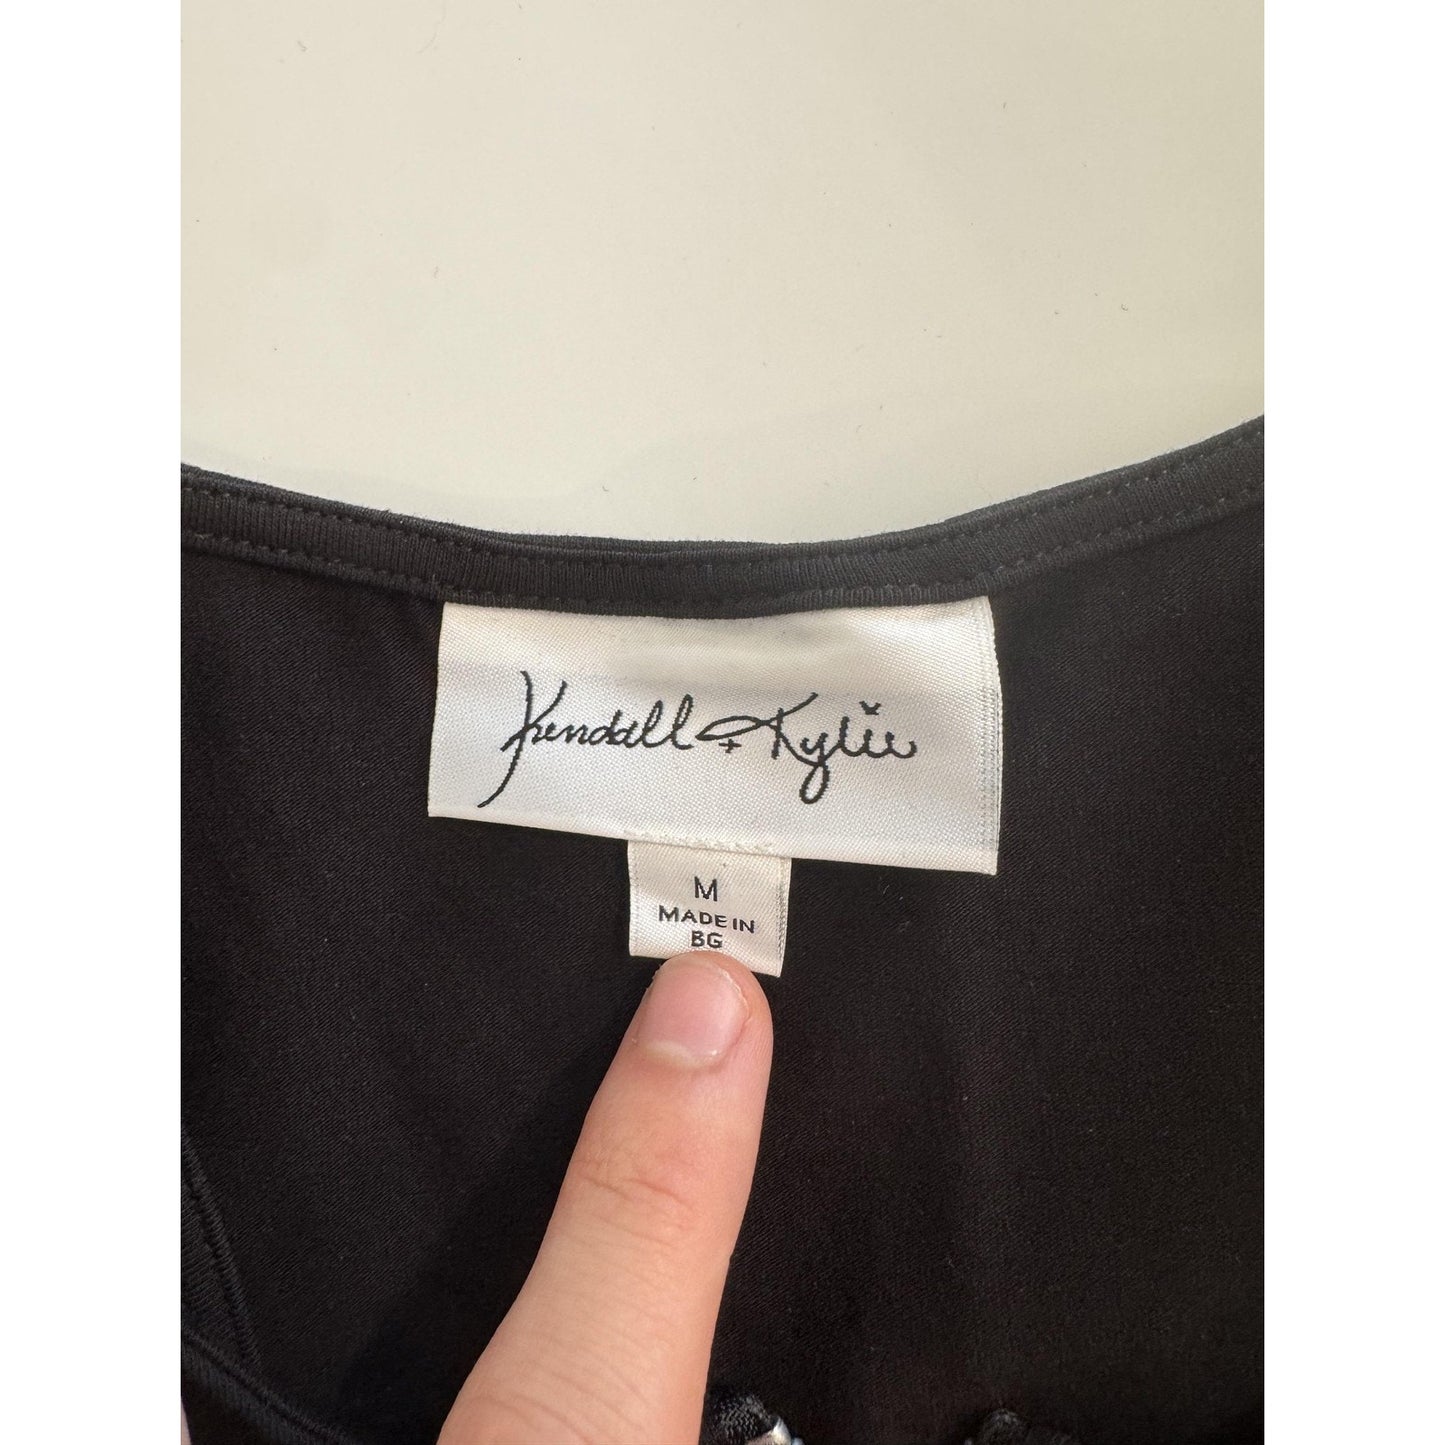 Kendall + Kylie
M
MADE IN
BG